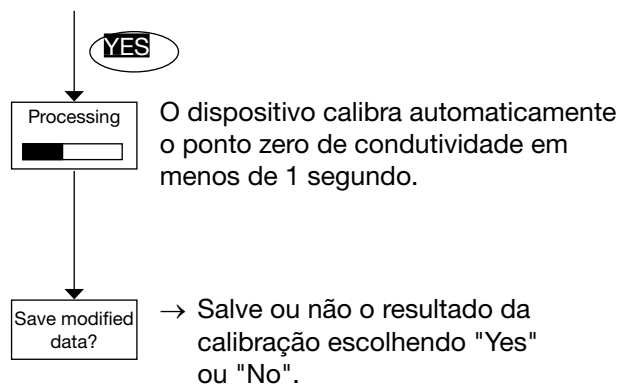 YES
Processing
O dispositivo calibra automaticamente
o ponto zero de condutividade em
menos de 1 segundo.
Save modified
data?
→ Salve ou não o resultado da
calibração escolhendo "Yes"
ou "No".